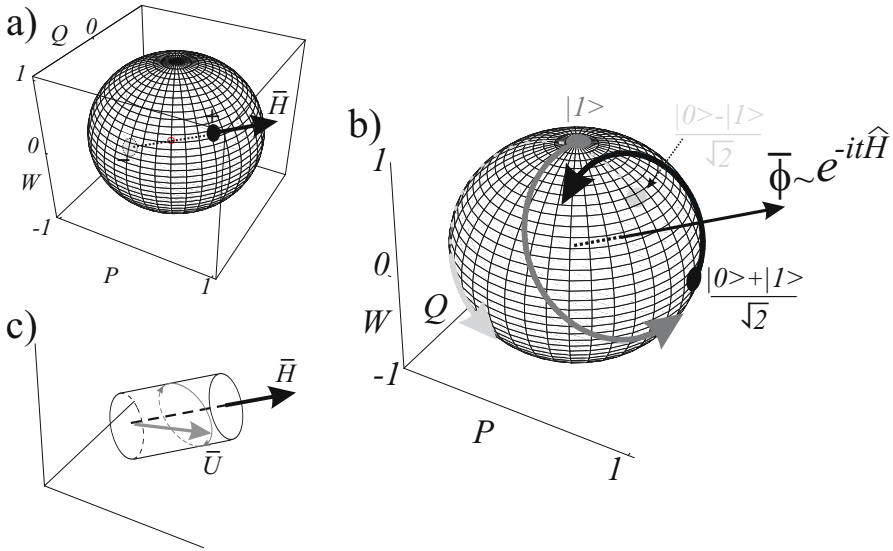 a)
Q
0
1
0
W
-1
P
1
H̅
+
-
b)
|1>
|0>-|1>
√2
ϕ̅~e^{-itĤ}
|0>+|1>
√2
1
0
W
Q
-1
P
1
c)
H̅
U̅